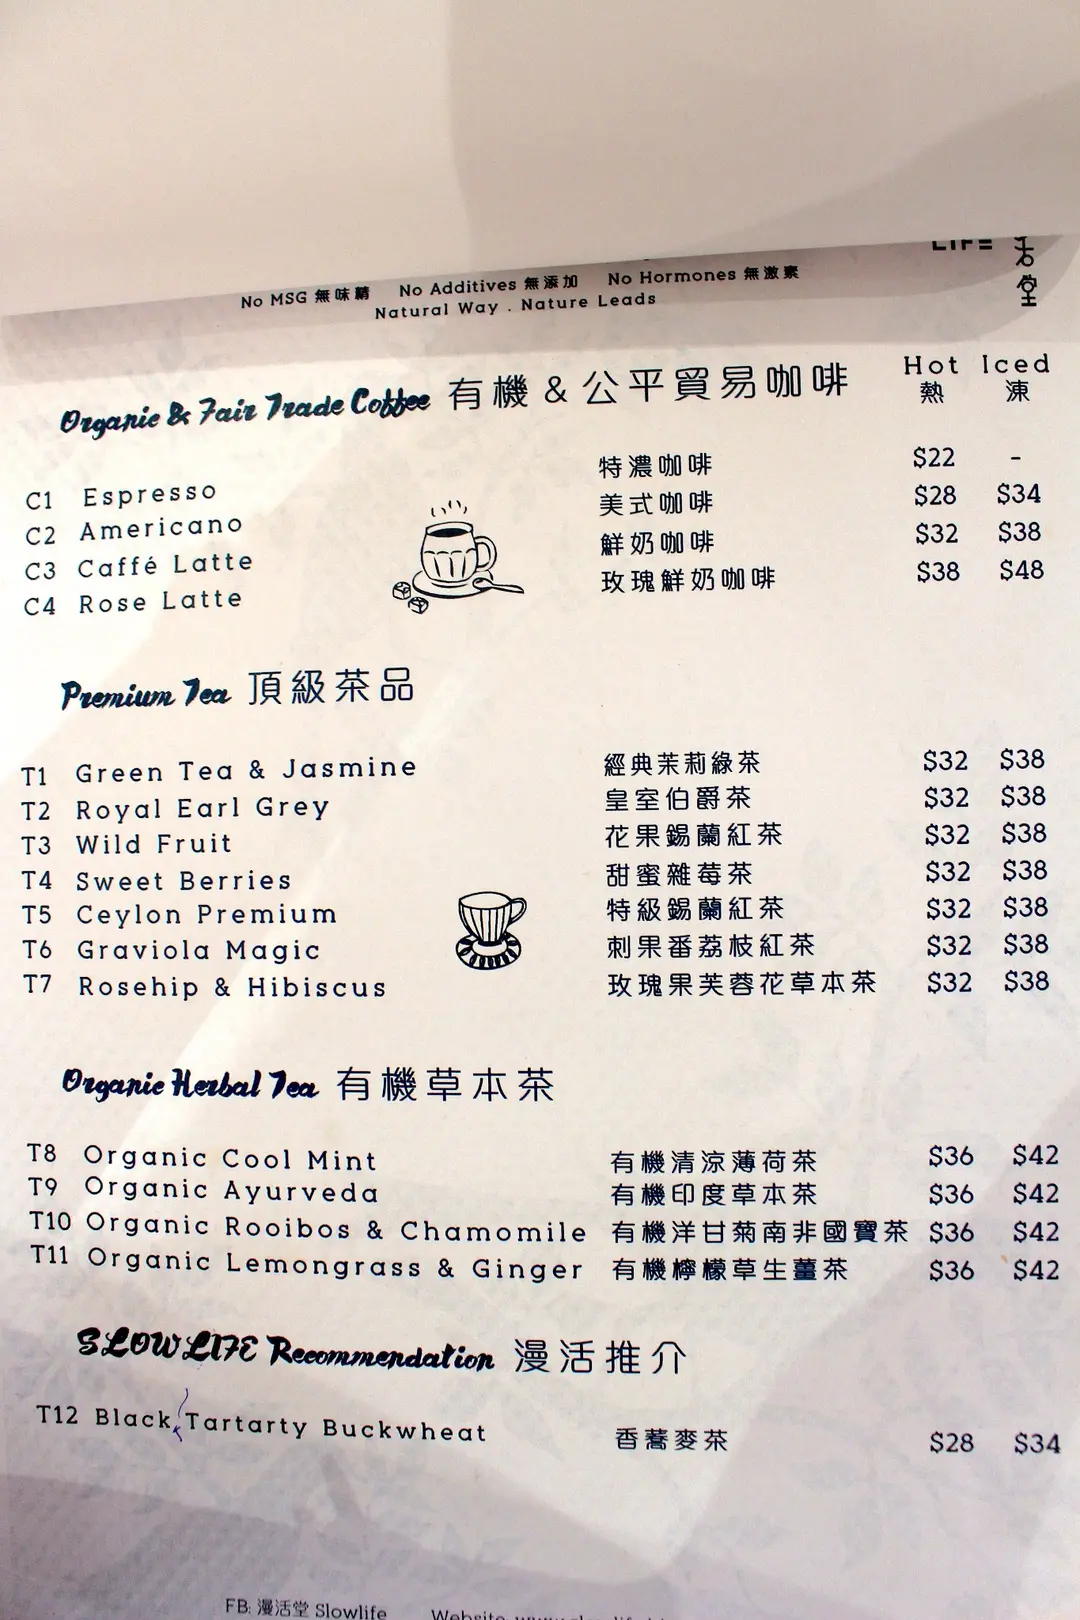 LIFE 活堂
No MSG 無味精 No Additives 無添加 No Hormones 無激素
Natural Way . Nature Leads
Hot Iced
熱 凍
Organic & Fair Trade Coffee 有機 & 公平貿易咖啡
C1 Espresso 特濃咖啡 $22 -
C2 Americano 美式咖啡 $28 $34
C3 Caffé Latte 鮮奶咖啡 $32 $38
C4 Rose Latte 玫瑰鮮奶咖啡 $38 $48
Premium Tea 頂級茶品
T1 Green Tea & Jasmine 經典茉莉綠茶 $32 $38
T2 Royal Earl Grey 皇室伯爵茶 $32 $38
T3 Wild Fruit 花果錫蘭紅茶 $32 $38
T4 Sweet Berries 甜蜜雜莓茶 $32 $38
T5 Ceylon Premium 特級錫蘭紅茶 $32 $38
T6 Graviola Magic 刺果番荔枝紅茶 $32 $38
T7 Rosehip & Hibiscus 玫瑰果芙蓉花草本茶 $32 $38
Organic Herbal Tea 有機草本茶
T8 Organic Cool Mint 有機清涼薄荷茶 $36 $42
T9 Organic Ayurveda 有機印度草本茶 $36 $42
T10 Organic Rooibos & Chamomile 有機洋甘菊南非國寶茶 $36 $42
T11 Organic Lemongrass & Ginger 有機檸檬草生薑茶 $36 $42
SLOW LIFE Recommendation 漫活推介
T12 Black Tartarty Buckwheat 香蕎麥茶 $28 $34
FB: 漫活堂 Slowlife Website